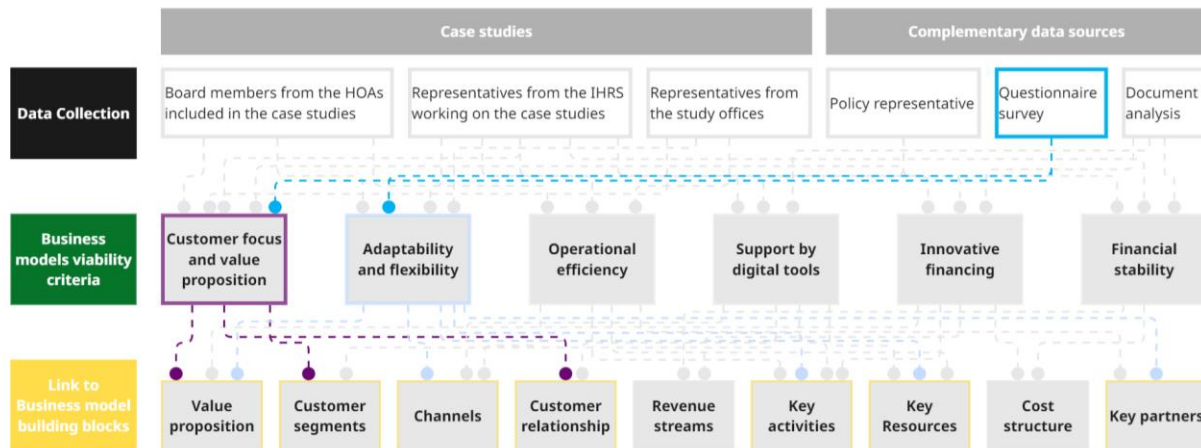 Case studies
Complementary data sources
Data Collection
Board members from the HOAs
included in the case studies
Representatives from the IHRS
working on the case studies
Representatives from
the study offices
Policy representative
Questionnaire
survey
Document
analysis
Business
models viability
criteria
Customer focus
and value
proposition
Adaptability
and flexibility
Operational
efficiency
Support by
digital tools
Innovative
financing
Financial
stability
Link to
Business model
building blocks
Value
proposition
Customer
segments
Channels
Customer
relationship
Revenue
streams
Key
activities
Key
Resources
Cost
structure
Key partners